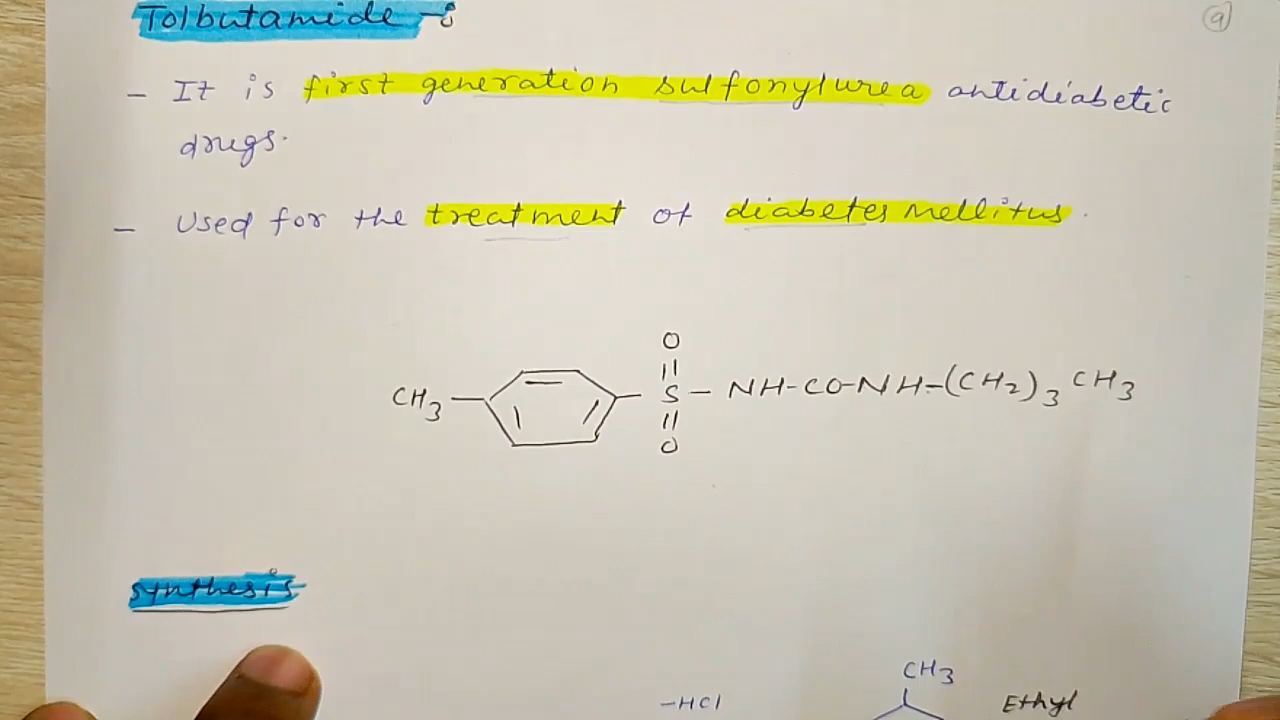 Tolbutamide -:
9
- It is first generation sulfonylurea antidiabetic
drugs.
- Used for the treatment of diabetes mellitus.
O
CH3 S - NH-CO-NH-(CH2)3 CH3
O
synthesis
CH3
-HCl Ethyl